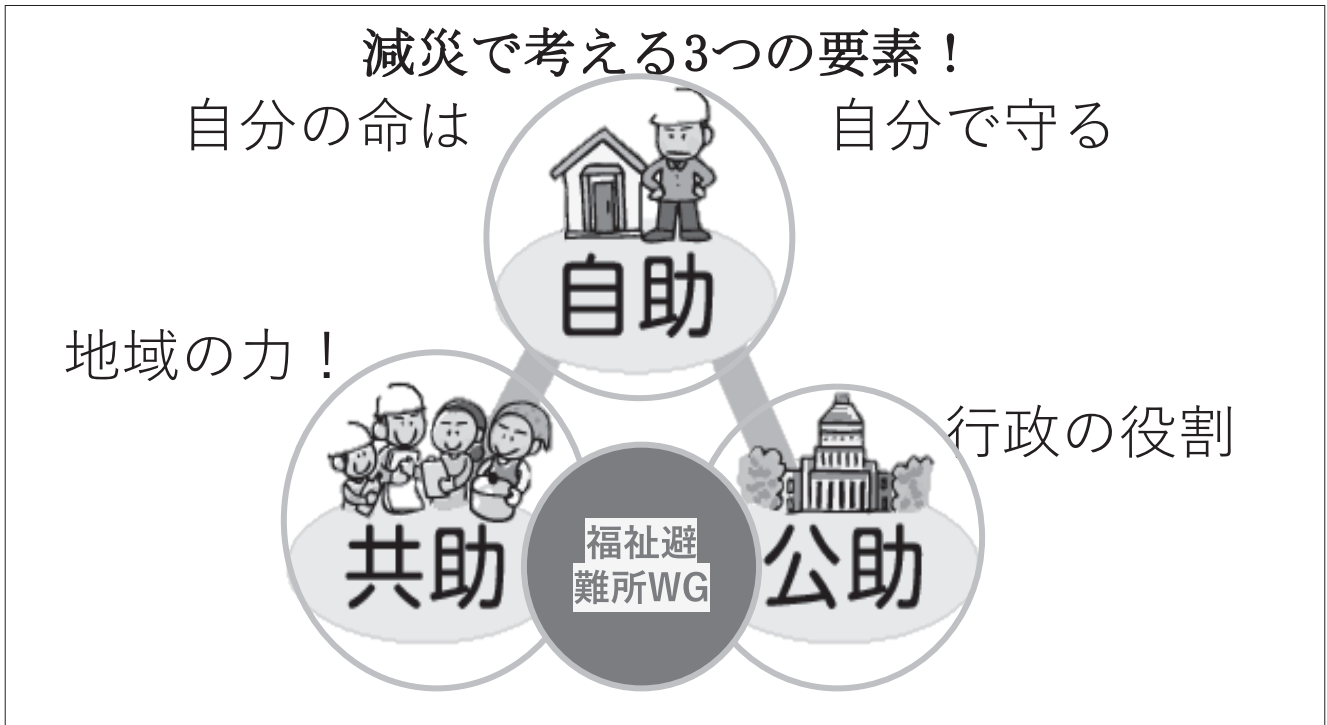 減災で考える3つの要素！
自分の命は
自分で守る
自助
地域の力！
行政の役割
共助
福祉避
難所WG
公助